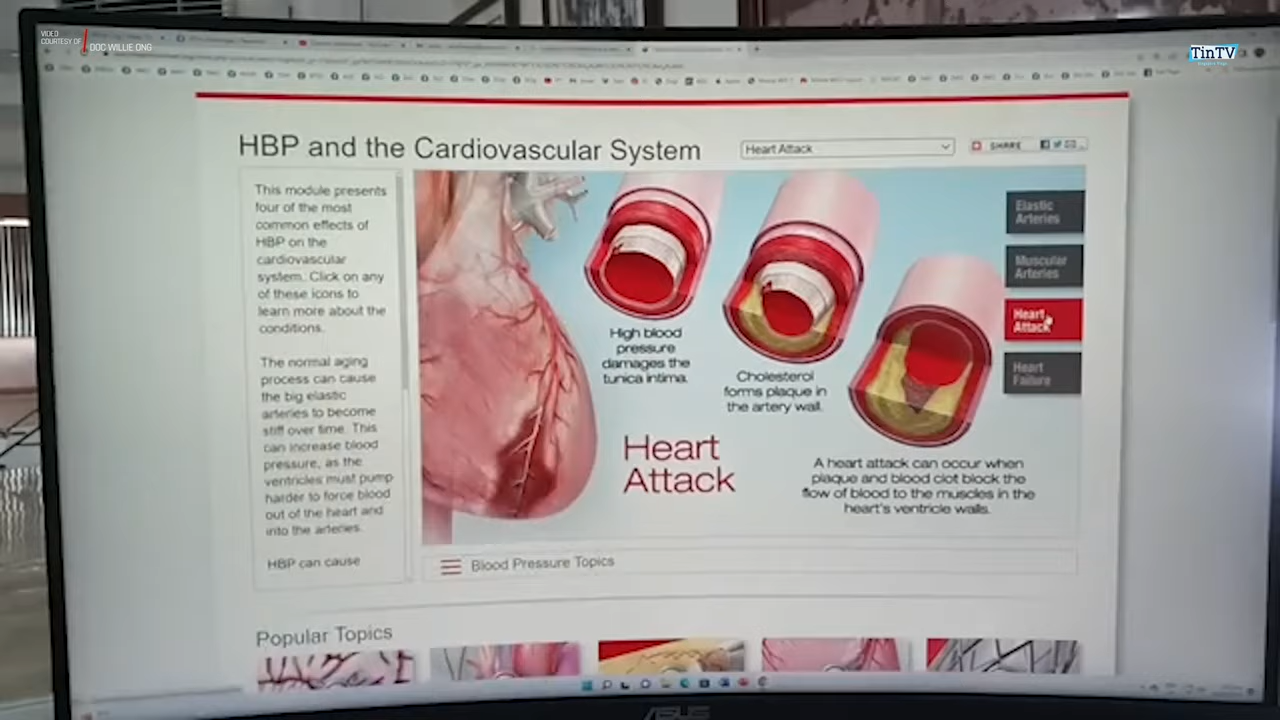 VIDEO
COURTESY OF
DOC WILLIE ONG
TinTV
HBP and the Cardiovascular System
Heart Attack
SHARE
This module presents
four of the most
common effects of
HBP on the
cardiovascular
system. Click on any
of these icons to
learn more about the
conditions.
The normal aging
process can cause
the big elastic
arteries to become
stiff over time. This
can increase blood
pressure, as the
ventricles must pump
harder to force blood
out of the heart and
into the arteries.
HBP can cause
High blood
pressure
damages the
tunica intima.
Cholesterol
forms plaque in
the artery wall.
Heart
Attack
A heart attack can occur when
plaque and blood clot block the
flow of blood to the muscles in the
heart's ventricle walls.
Elastic
Arteries
Muscular
Arteries
Heart
Attack
Heart
Failure
Blood Pressure Topics
Popular Topics
ASUS